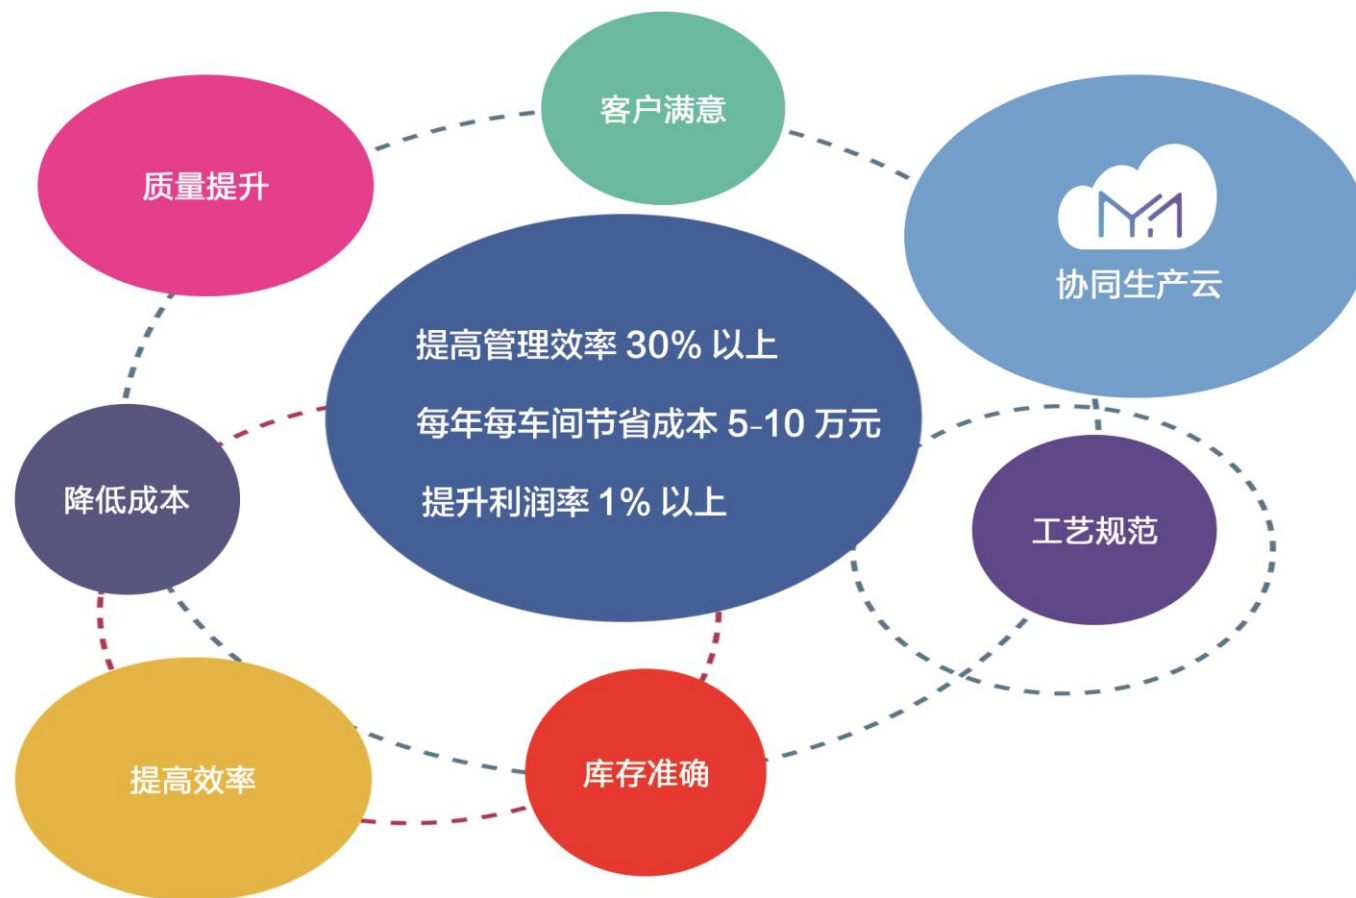 客户满意
质量提升
协同生产云
提高管理效率 30% 以上
每年每车间节省成本 5-10 万元
提升利润率 1% 以上
降低成本
工艺规范
提高效率
库存准确